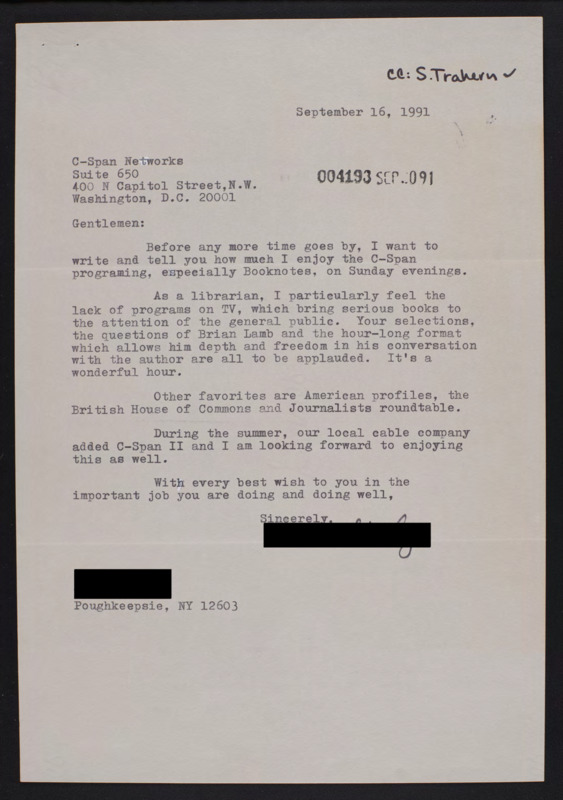 cc: S. Trahern ✓
September 16, 1991
C-Span Networks
Suite 650
400 N Capitol Street,N.W.
Washington, D.C. 20001
004193 SEP 091
Gentlemen:
Before any more time goes by, I want to
write and tell you how much I enjoy the C-Span
programing, especially Booknotes, on Sunday evenings.
As a librarian, I particularly feel the
lack of programs on TV, which bring serious books to
the attention of the general public. Your selections,
the questions of Brian Lamb and the hour-long format
which allows him depth and freedom in his conversation
with the author are all to be applauded. It's a
wonderful hour.
Other favorites are American profiles, the
British House of Commons and Journalists roundtable.
During the summer, our local cable company
added C-Span II and I am looking forward to enjoying
this as well.
With every best wish to you in the
important job you are doing and doing well,
Sincerely,
Poughkeepsie, NY 12603